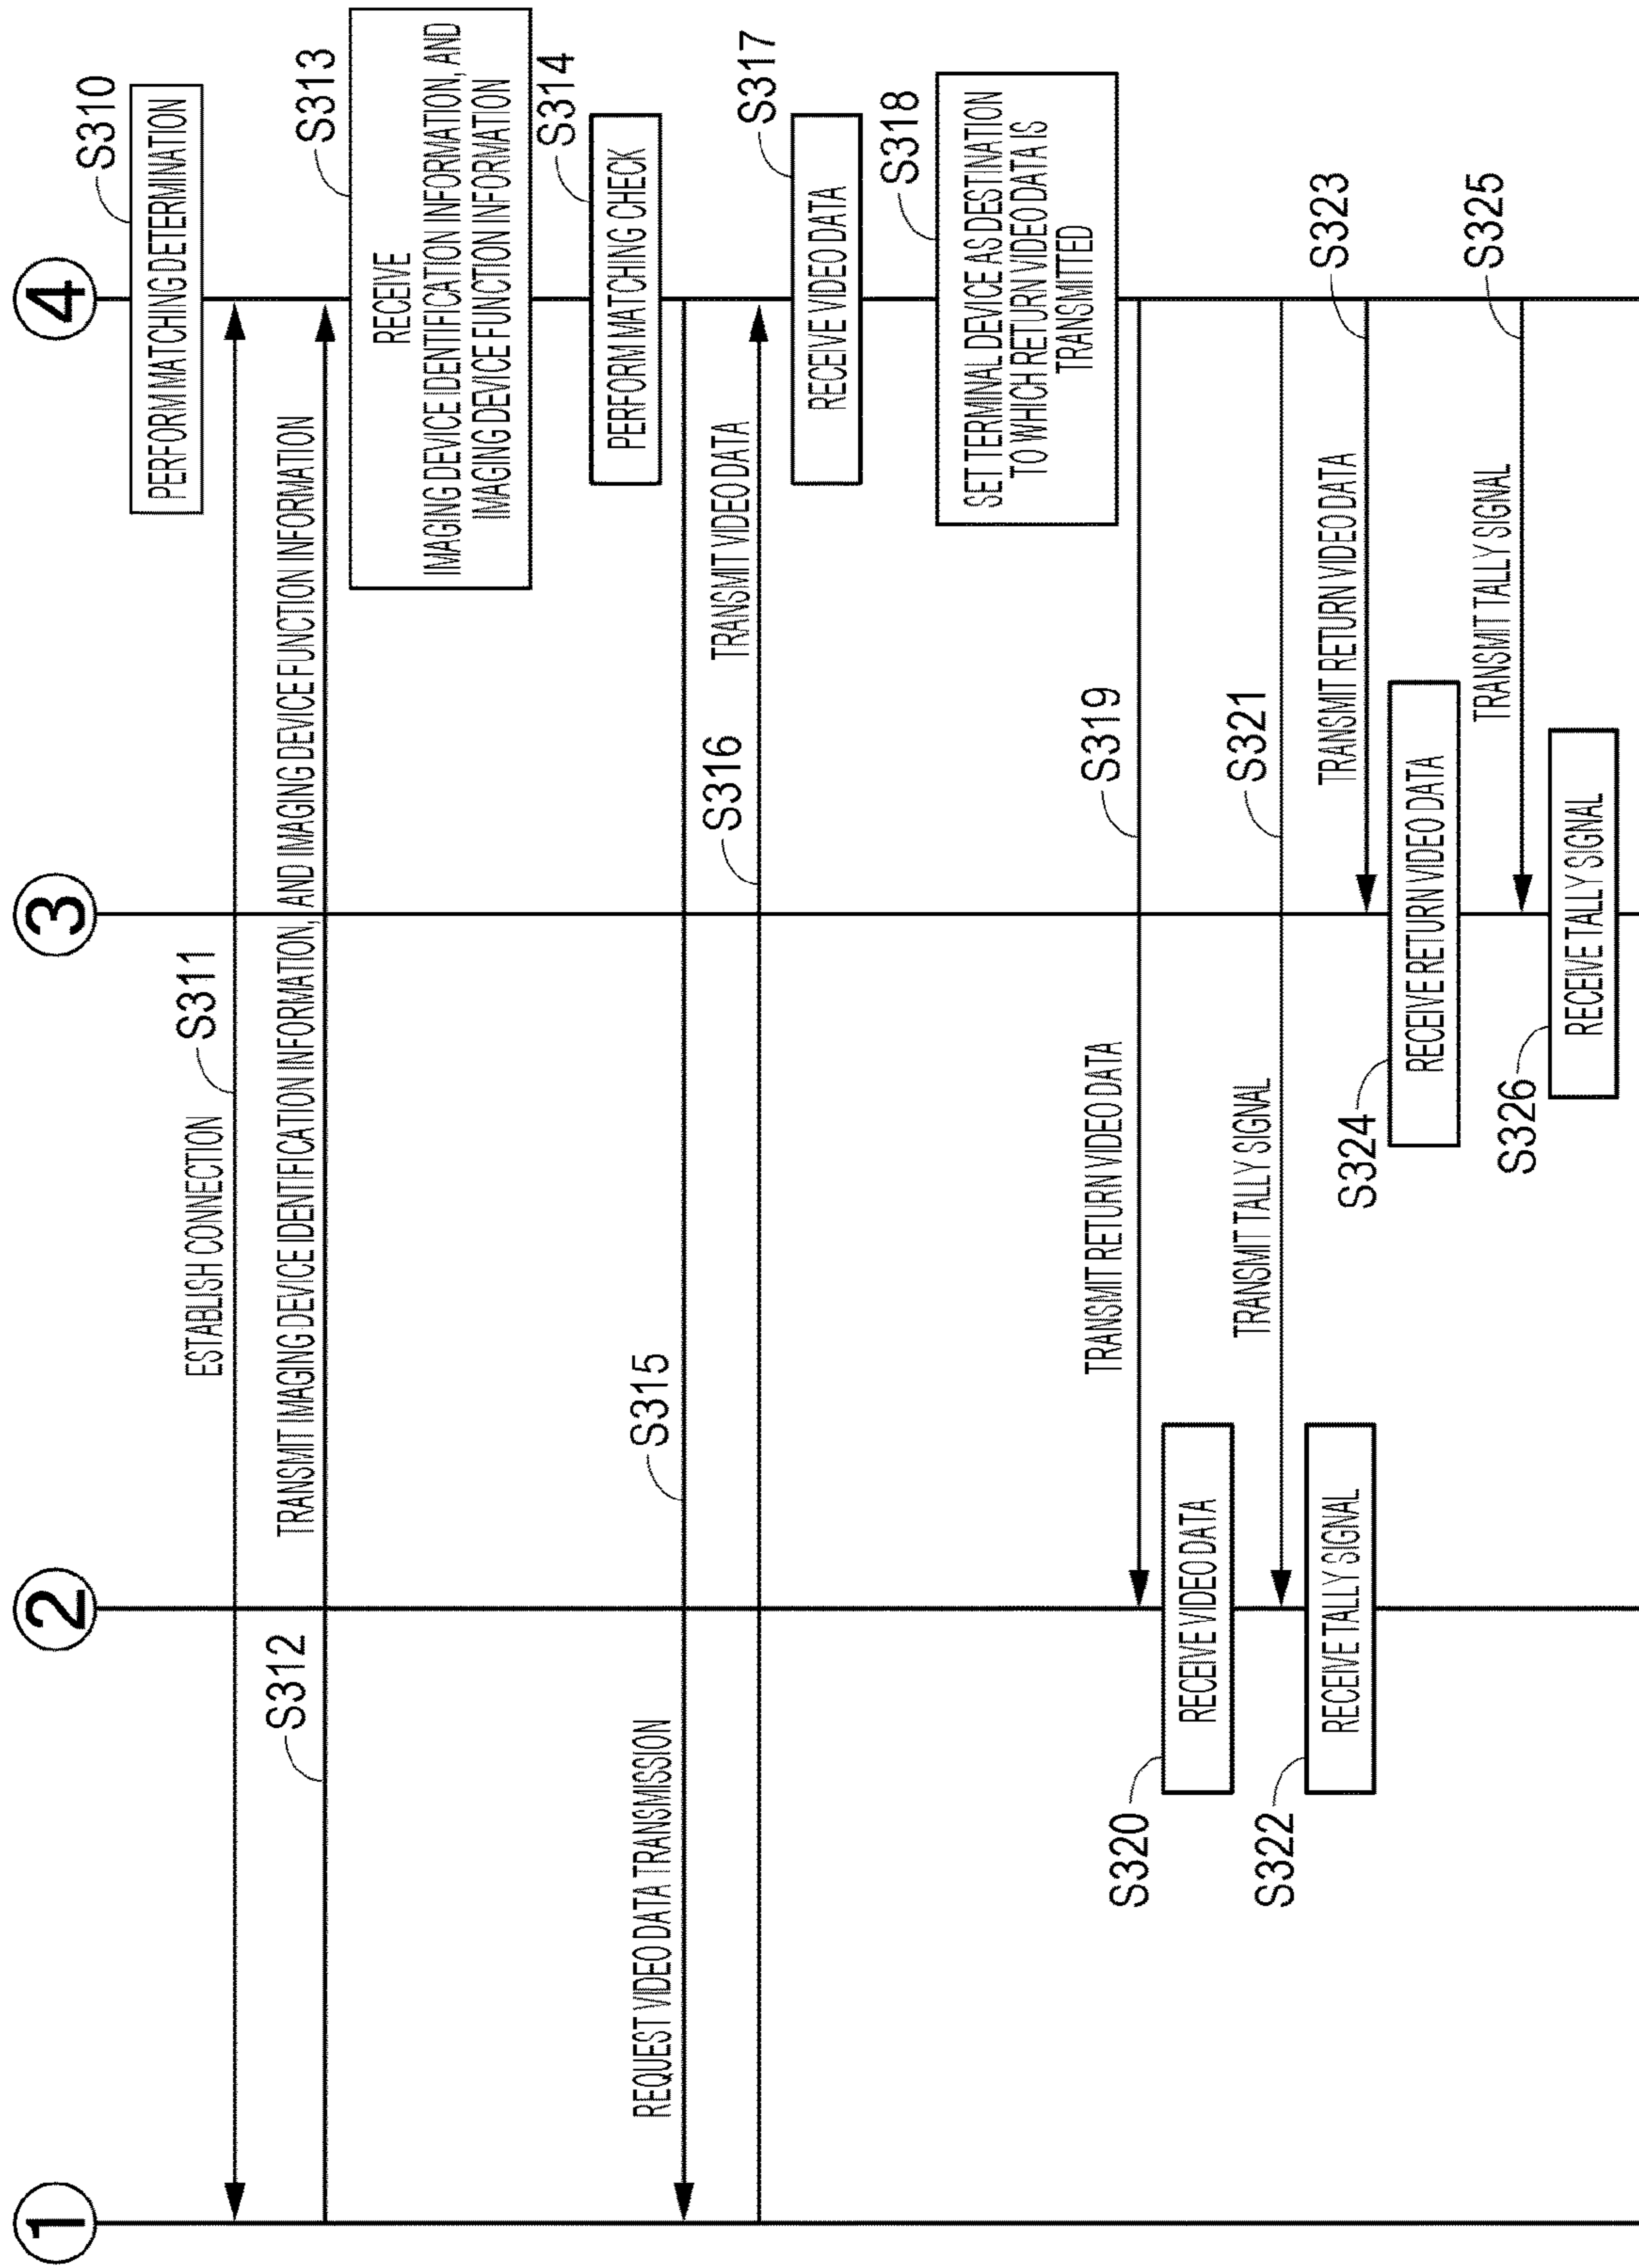 1
2
3
4
S310
PERFORM MATCHING DETERMINATION
ESTABLISH CONNECTION
S311
S312
TRANSMIT IMAGING DEVICE IDENTIFICATION INFORMATION, AND IMAGING DEVICE FUNCTION INFORMATION
S313
RECEIVE
IMAGING DEVICE IDENTIFICATION INFORMATION, AND
IMAGING DEVICE FUNCTION INFORMATION
S314
PERFORM MATCHING CHECK
REQUEST VIDEO DATA TRANSMISSION
S315
S316
TRANSMIT VIDEO DATA
S317
RECEIVE VIDEO DATA
S318
SET TERMINAL DEVICE AS DESTINATION
TO WHICH RETURN VIDEO DATA IS
TRANSMITTED
TRANSMIT RETURN VIDEO DATA
S319
S320
RECEIVE VIDEO DATA
TRANSMIT TALLY SIGNAL
S321
S322
RECEIVE TALLY SIGNAL
TRANSMIT RETURN VIDEO DATA
S323
S324
RECEIVE RETURN VIDEO DATA
TRANSMIT TALLY SIGNAL
S325
S326
RECEIVE TALLY SIGNAL